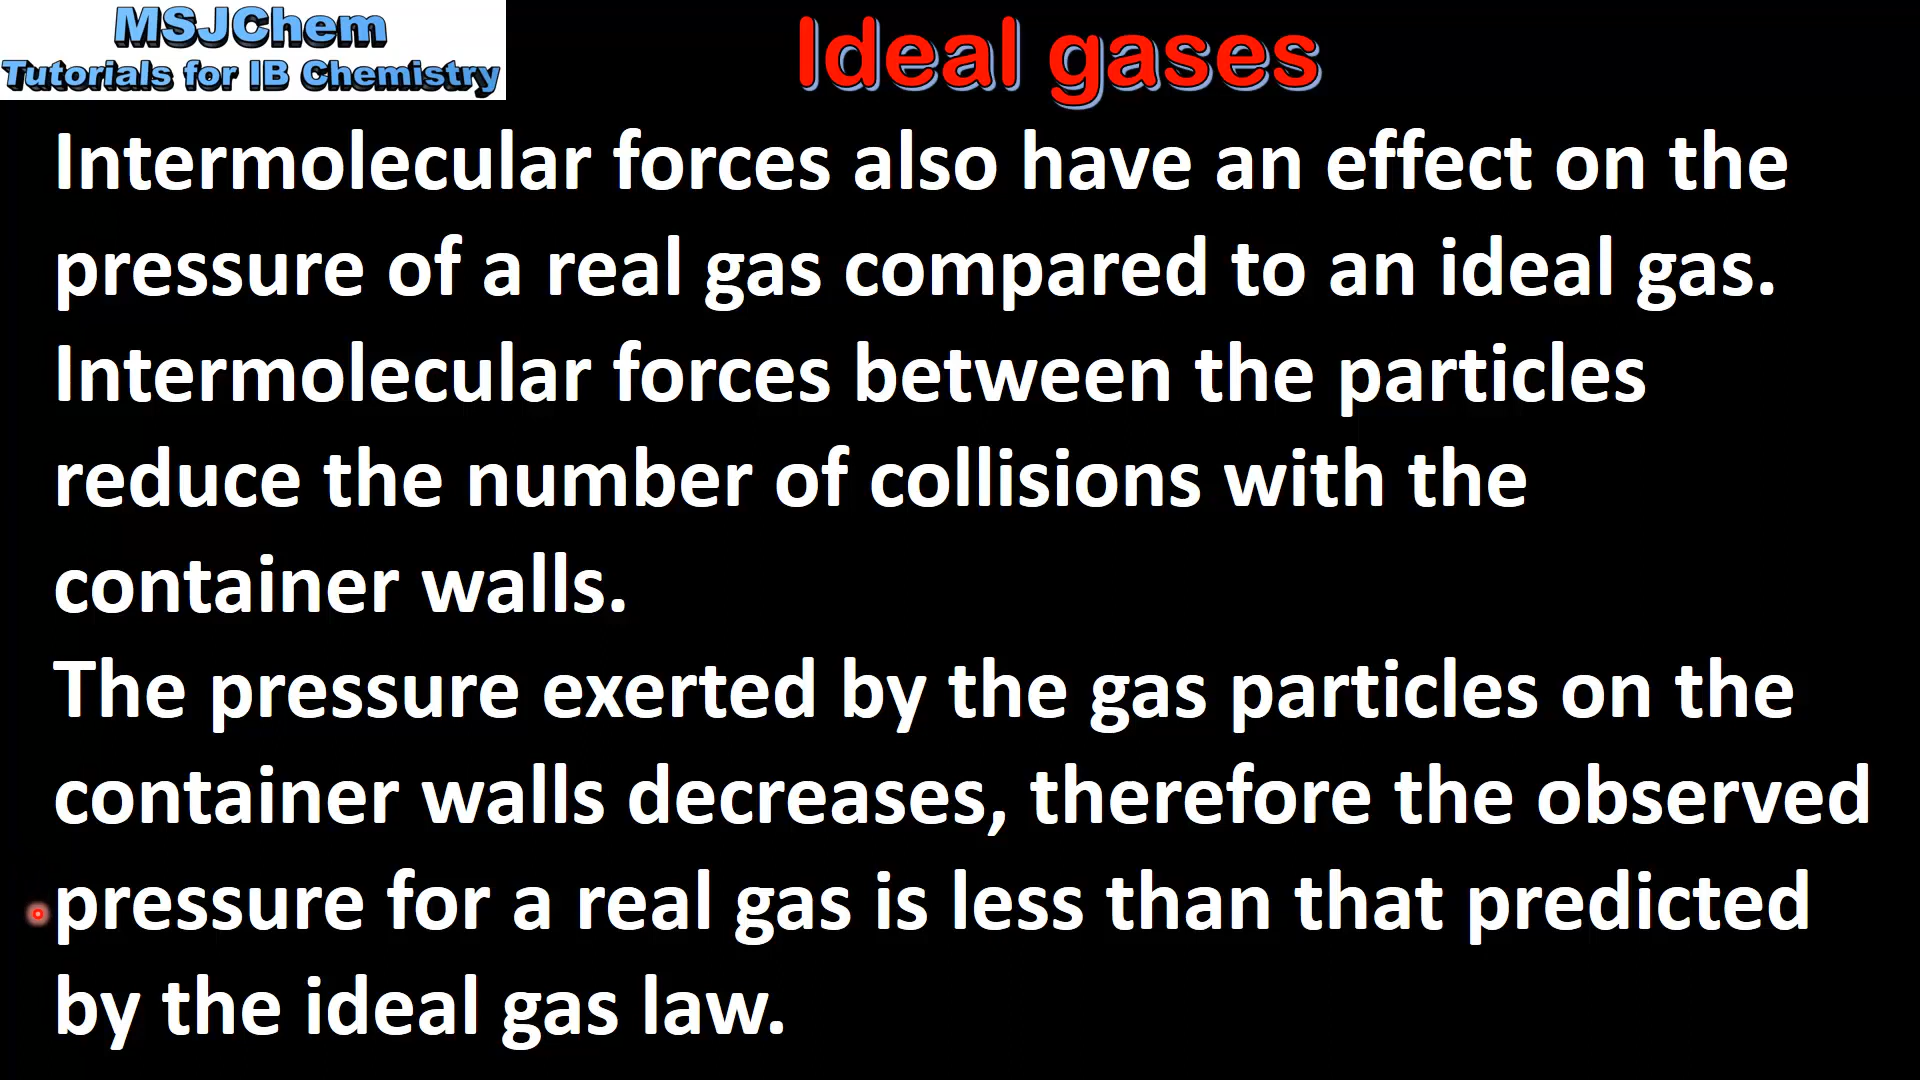 MSJChem
Tutorials for IB Chemistry
Ideal gases
Intermolecular forces also have an effect on the
pressure of a real gas compared to an ideal gas.
Intermolecular forces between the particles
reduce the number of collisions with the
container walls.
The pressure exerted by the gas particles on the
container walls decreases, therefore the observed
pressure for a real gas is less than that predicted
by the ideal gas law.